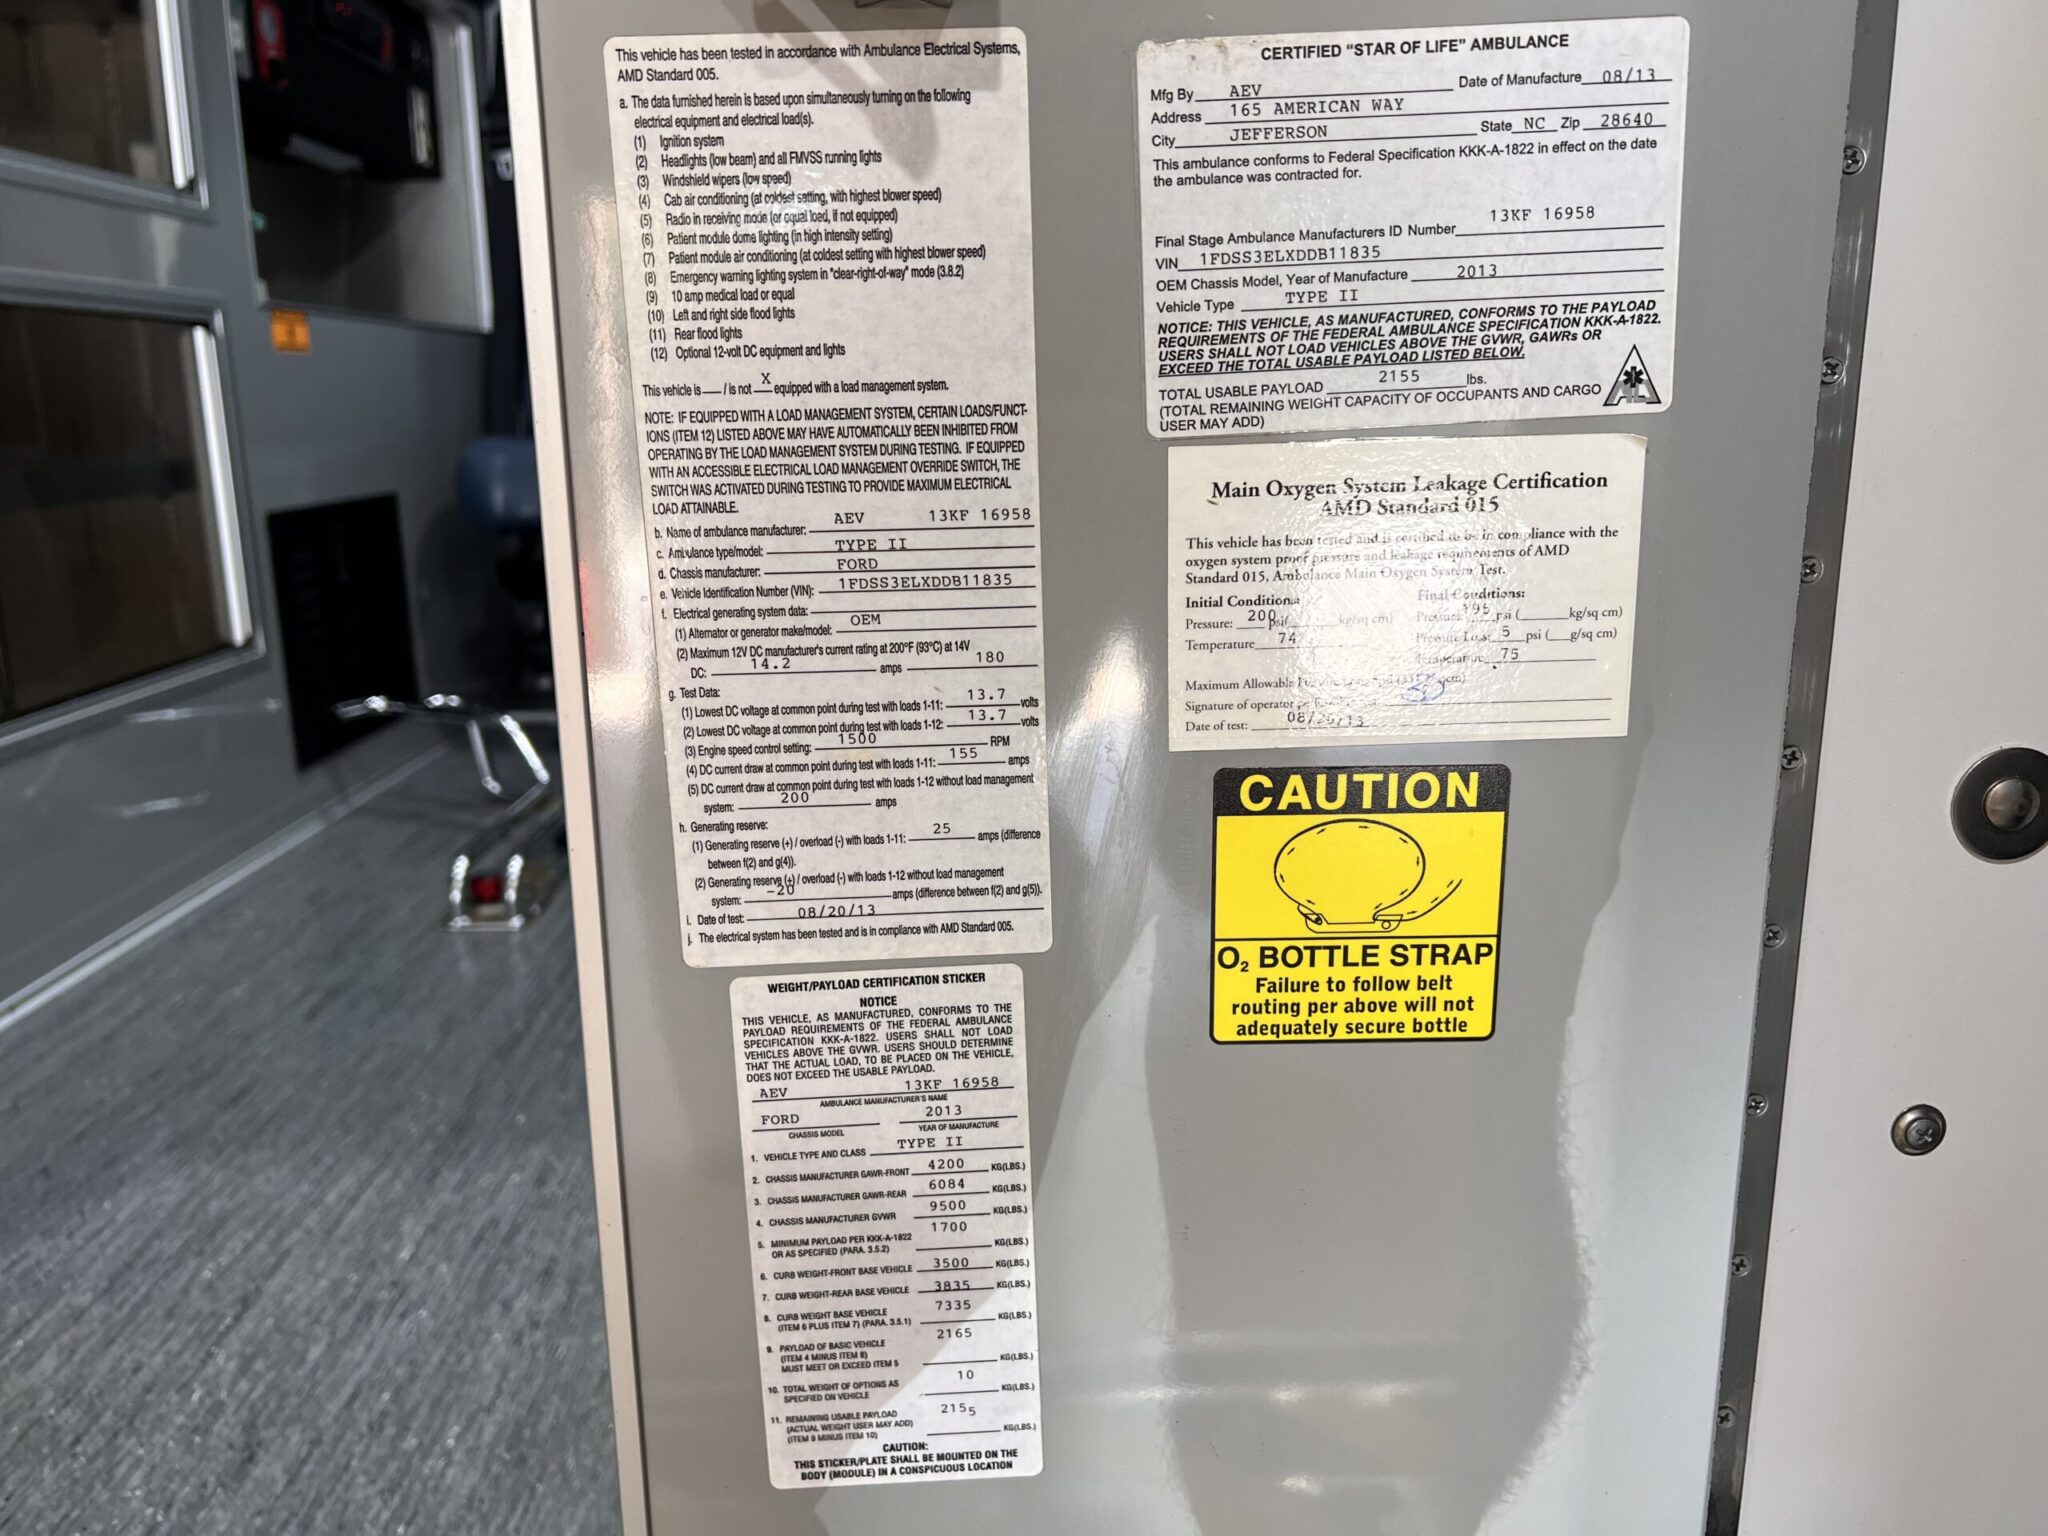 This vehicle has been tested in accordance with Ambulance Electrical Systems,
AMD Standard 005.
a. The data furnished herein is based upon simultaneously turning on the following
electrical equipment and electrical load(s).
(1) Ignition system
(2) Headlights (low beam) and all FMVSS running lights
(3) Windshield wipers (low speed)
(4) Cab air conditioning (at coldest setting, with highest blower speed)
(5) Radio in receiving mode (or equal load, if not equipped)
(6) Patient module dome lighting (in high intensity setting)
(7) Patient module air conditioning (at coldest setting with highest blower speed)
(8) Emergency warning lighting system in "clear-right-of-way" mode (3.8.2)
(9) 10 amp medical load or equal
(10) Left and right side flood lights
(11) Rear flood lights
(12) Optional 12-volt DC equipment and lights
This vehicle is ___ / is not X equipped with a load management system.
NOTE: IF EQUIPPED WITH A LOAD MANAGEMENT SYSTEM, CERTAIN LOADS/FUNCT-
IONS (ITEM 12) LISTED ABOVE MAY HAVE AUTOMATICALLY BEEN INHIBITED FROM
OPERATING BY THE LOAD MANAGEMENT SYSTEM DURING TESTING. IF EQUIPPED
WITH AN ACCESSIBLE ELECTRICAL LOAD MANAGEMENT OVERRIDE SWITCH, THE
SWITCH WAS ACTIVATED DURING TESTING TO PROVIDE MAXIMUM ELECTRICAL
LOAD ATTAINABLE.
b. Name of ambulance manufacturer: AEV 13KF 16958
c. Ambulance type/model: TYPE II
d. Chassis manufacturer: FORD
e. Vehicle Identification Number (VIN): 1FDSS3ELXDDB11835
f. Electrical generating system data:
(1) Alternator or generator make/model: OEM
(2) Maximum 12V DC manufacturer's current rating at 200°F (93°C) at 14V
DC: 14.2 amps 180
g. Test Data:
(1) Lowest DC voltage at common point during test with loads 1-11: 13.7 volts
(2) Lowest DC voltage at common point during test with loads 1-12: 13.7 volts
(3) Engine speed control setting: 1500 RPM
(4) DC current draw at common point during test with loads 1-11: 155 amps
(5) DC current draw at common point during test with loads 1-12 without load management
system: 200 amps
h. Generating reserve:
(1) Generating reserve (+) / overload (-) with loads 1-11: 25 amps (difference
between f(2) and g(4)).
(2) Generating reserve (+) / overload (-) with loads 1-12 without load management
system: -20 amps (difference between f(2) and g(5)).
i. Date of test: 08/20/13
j. The electrical system has been tested and is in compliance with AMD Standard 005.
WEIGHT/PAYLOAD CERTIFICATION STICKER
NOTICE
THIS VEHICLE, AS MANUFACTURED, CONFORMS TO THE
PAYLOAD REQUIREMENTS OF THE FEDERAL AMBULANCE
SPECIFICATION KKK-A-1822. USERS SHALL NOT LOAD
VEHICLES ABOVE THE GVWR. USERS SHOULD DETERMINE
THAT THE ACTUAL LOAD, TO BE PLACED ON THE VEHICLE,
DOES NOT EXCEED THE USABLE PAYLOAD.
AEV 13KF 16958
AMBULANCE MANUFACTURER'S NAME
FORD 2013
CHASSIS MODEL YEAR OF MANUFACTURE
1. VEHICLE TYPE AND CLASS TYPE II
2. CHASSIS MANUFACTURER GAWR-FRONT 4200 KG(LBS.)
3. CHASSIS MANUFACTURER GAWR-REAR 6084 KG(LBS.)
4. CHASSIS MANUFACTURER GVWR 9500 KG(LBS.)
5. MINIMUM PAYLOAD PER KKK-A-1822 1700
OR AS SPECIFIED (PARA. 3.5.2) KG(LBS.)
6. CURB WEIGHT-FRONT BASE VEHICLE 3500 KG(LBS.)
7. CURB WEIGHT-REAR BASE VEHICLE 3835 KG(LBS.)
8. CURB WEIGHT BASE VEHICLE 7335
(ITEM 6 PLUS ITEM 7) (PARA. 3.5.1) KG(LBS.)
9. PAYLOAD OF BASIC VEHICLE 2165
(ITEM 4 MINUS ITEM 8)
MUST MEET OR EXCEED ITEM 5 KG(LBS.)
10. TOTAL WEIGHT OF OPTIONS AS 10
SPECIFIED ON VEHICLE KG(LBS.)
11. REMAINING USABLE PAYLOAD 2155
(ACTUAL WEIGHT USER MAY ADD)
(ITEM 9 MINUS ITEM 10) KG(LBS.)
CAUTION:
THIS STICKER/PLATE SHALL BE MOUNTED ON THE
BODY (MODULE) IN A CONSPICUOUS LOCATION
CERTIFIED "STAR OF LIFE" AMBULANCE
Mfg By AEV Date of Manufacture 08/13
Address 165 AMERICAN WAY
City JEFFERSON State NC Zip 28640
This ambulance conforms to Federal Specification KKK-A-1822 in effect on the date
the ambulance was contracted for.
Final Stage Ambulance Manufacturers ID Number 13KF 16958
VIN 1FDSS3ELXDDB11835
OEM Chassis Model, Year of Manufacture 2013
Vehicle Type TYPE II
NOTICE: THIS VEHICLE, AS MANUFACTURED, CONFORMS TO THE PAYLOAD
REQUIREMENTS OF THE FEDERAL AMBULANCE SPECIFICATION KKK-A-1822.
USERS SHALL NOT LOAD VEHICLES ABOVE THE GVWR, GAWRs OR
EXCEED THE TOTAL USABLE PAYLOAD LISTED BELOW.
TOTAL USABLE PAYLOAD 2155 lbs.
(TOTAL REMAINING WEIGHT CAPACITY OF OCCUPANTS AND CARGO
USER MAY ADD)
Main Oxygen System Leakage Certification
AMD Standard 015
This vehicle has been tested and is certified to be in compliance with the
oxygen system proof pressure and leakage requirements of AMD
Standard 015, Ambulance Main Oxygen System Test.
Initial Conditions: Final Conditions:
Pressure: 200 psi( kg/sq cm) Pressure: 195 psi ( kg/sq cm)
Temperature 74 Pressure Loss: 5 psi ( g/sq cm)
Temperature 75
Maximum Allowable
Signature of operator
Date of test: 08/20/13
CAUTION
O2 BOTTLE STRAP
Failure to follow belt
routing per above will not
adequately secure bottle